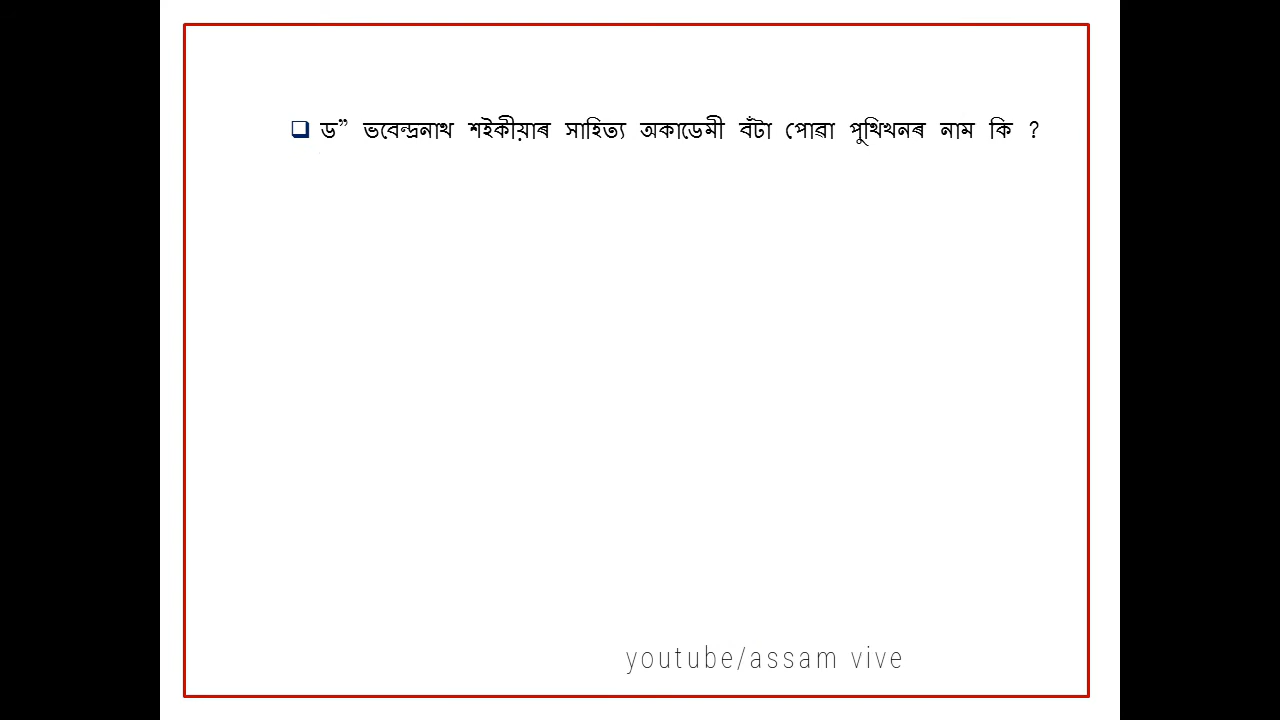 ড” ভবেন্দ্ৰনাথ শইকীয়াৰ সাহিত্য অকাডেমী বঁটা পোৱা পুথিখনৰ নাম কি ?
youtube/assam vive